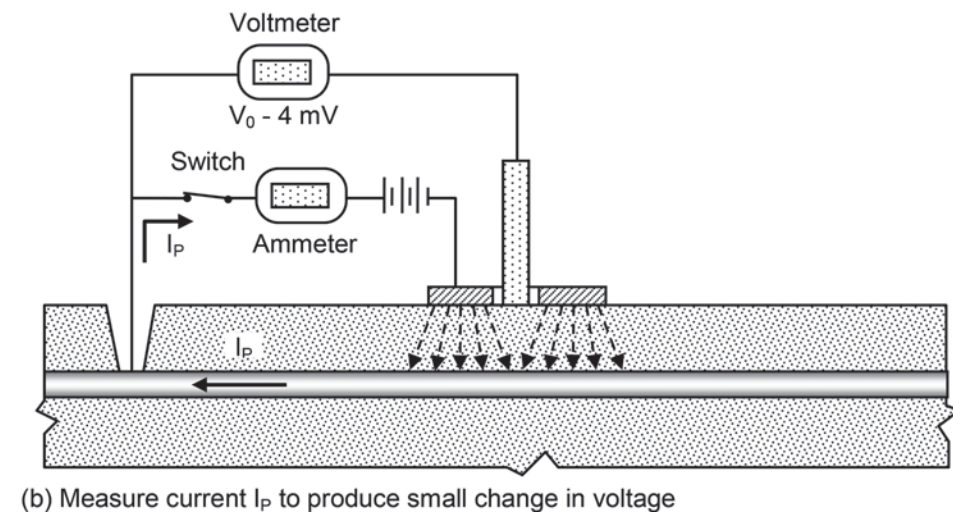 Voltmeter
V₀ - 4 mV
Switch
Ammeter
Iₚ
Iₚ
(b) Measure current Iₚ to produce small change in voltage